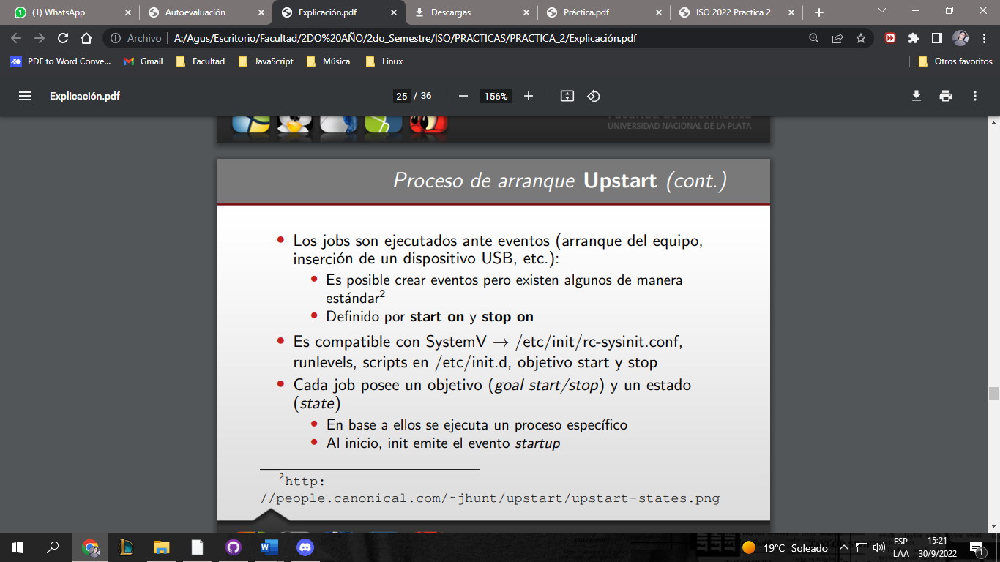 (1) WhatsApp
Autoevaluación
Explicación.pdf
Descargas
Práctica.pdf
ISO 2022 Practica 2
Archivo
A:/Agus/Escritorio/Facultad/2DO%20AÑO/2do_Semestre/ISO/PRACTICAS/PRACTICA_2/Explicación.pdf
PDF to Word Conve...
Gmail
Facultad
JavaScript
Música
Linux
Otros favoritos
Explicación.pdf
25 / 36
156%
UNIVERSIDAD NACIONAL DE LA PLATA
Proceso de arranque Upstart (cont.)
Los jobs son ejecutados ante eventos (arranque del equipo,
inserción de un dispositivo USB, etc.):
Es posible crear eventos pero existen algunos de manera
estándar2
Definido por start on y stop on
Es compatible con SystemV → /etc/init/rc-sysinit.conf,
runlevels, scripts en /etc/init.d, objetivo start y stop
Cada job posee un objetivo (goal start/stop) y un estado
(state)
En base a ellos se ejecuta un proceso específico
Al inicio, init emite el evento startup
2http:
//people.canonical.com/~jhunt/upstart/upstart-states.png
19°C Soleado
ESP
LAA
15:21
30/9/2022
1